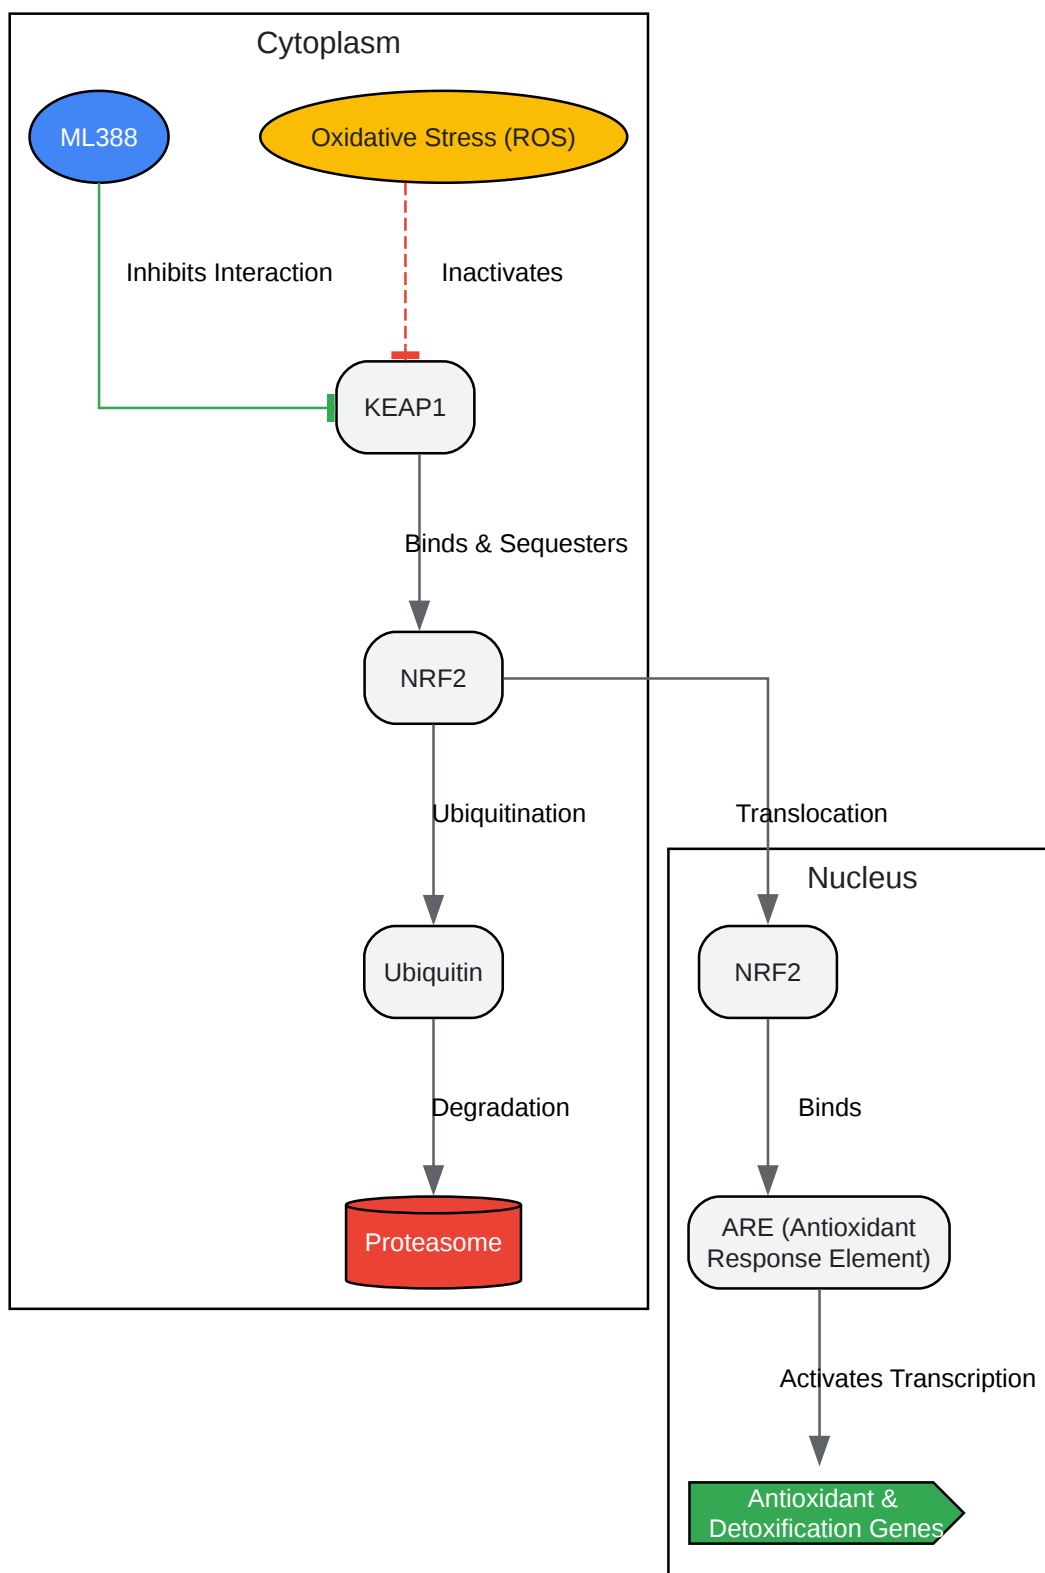 Cytoplasm
ML388
Oxidative Stress (ROS)
Inhibits Interaction
Inactivates
KEAP1
Binds & Sequesters
NRF2
Ubiquitination
Translocation
Nucleus
Ubiquitin
NRF2
Degradation
Binds
Proteasome
ARE (Antioxidant
Response Element)
Activates Transcription
Antioxidant &
Detoxification Genes